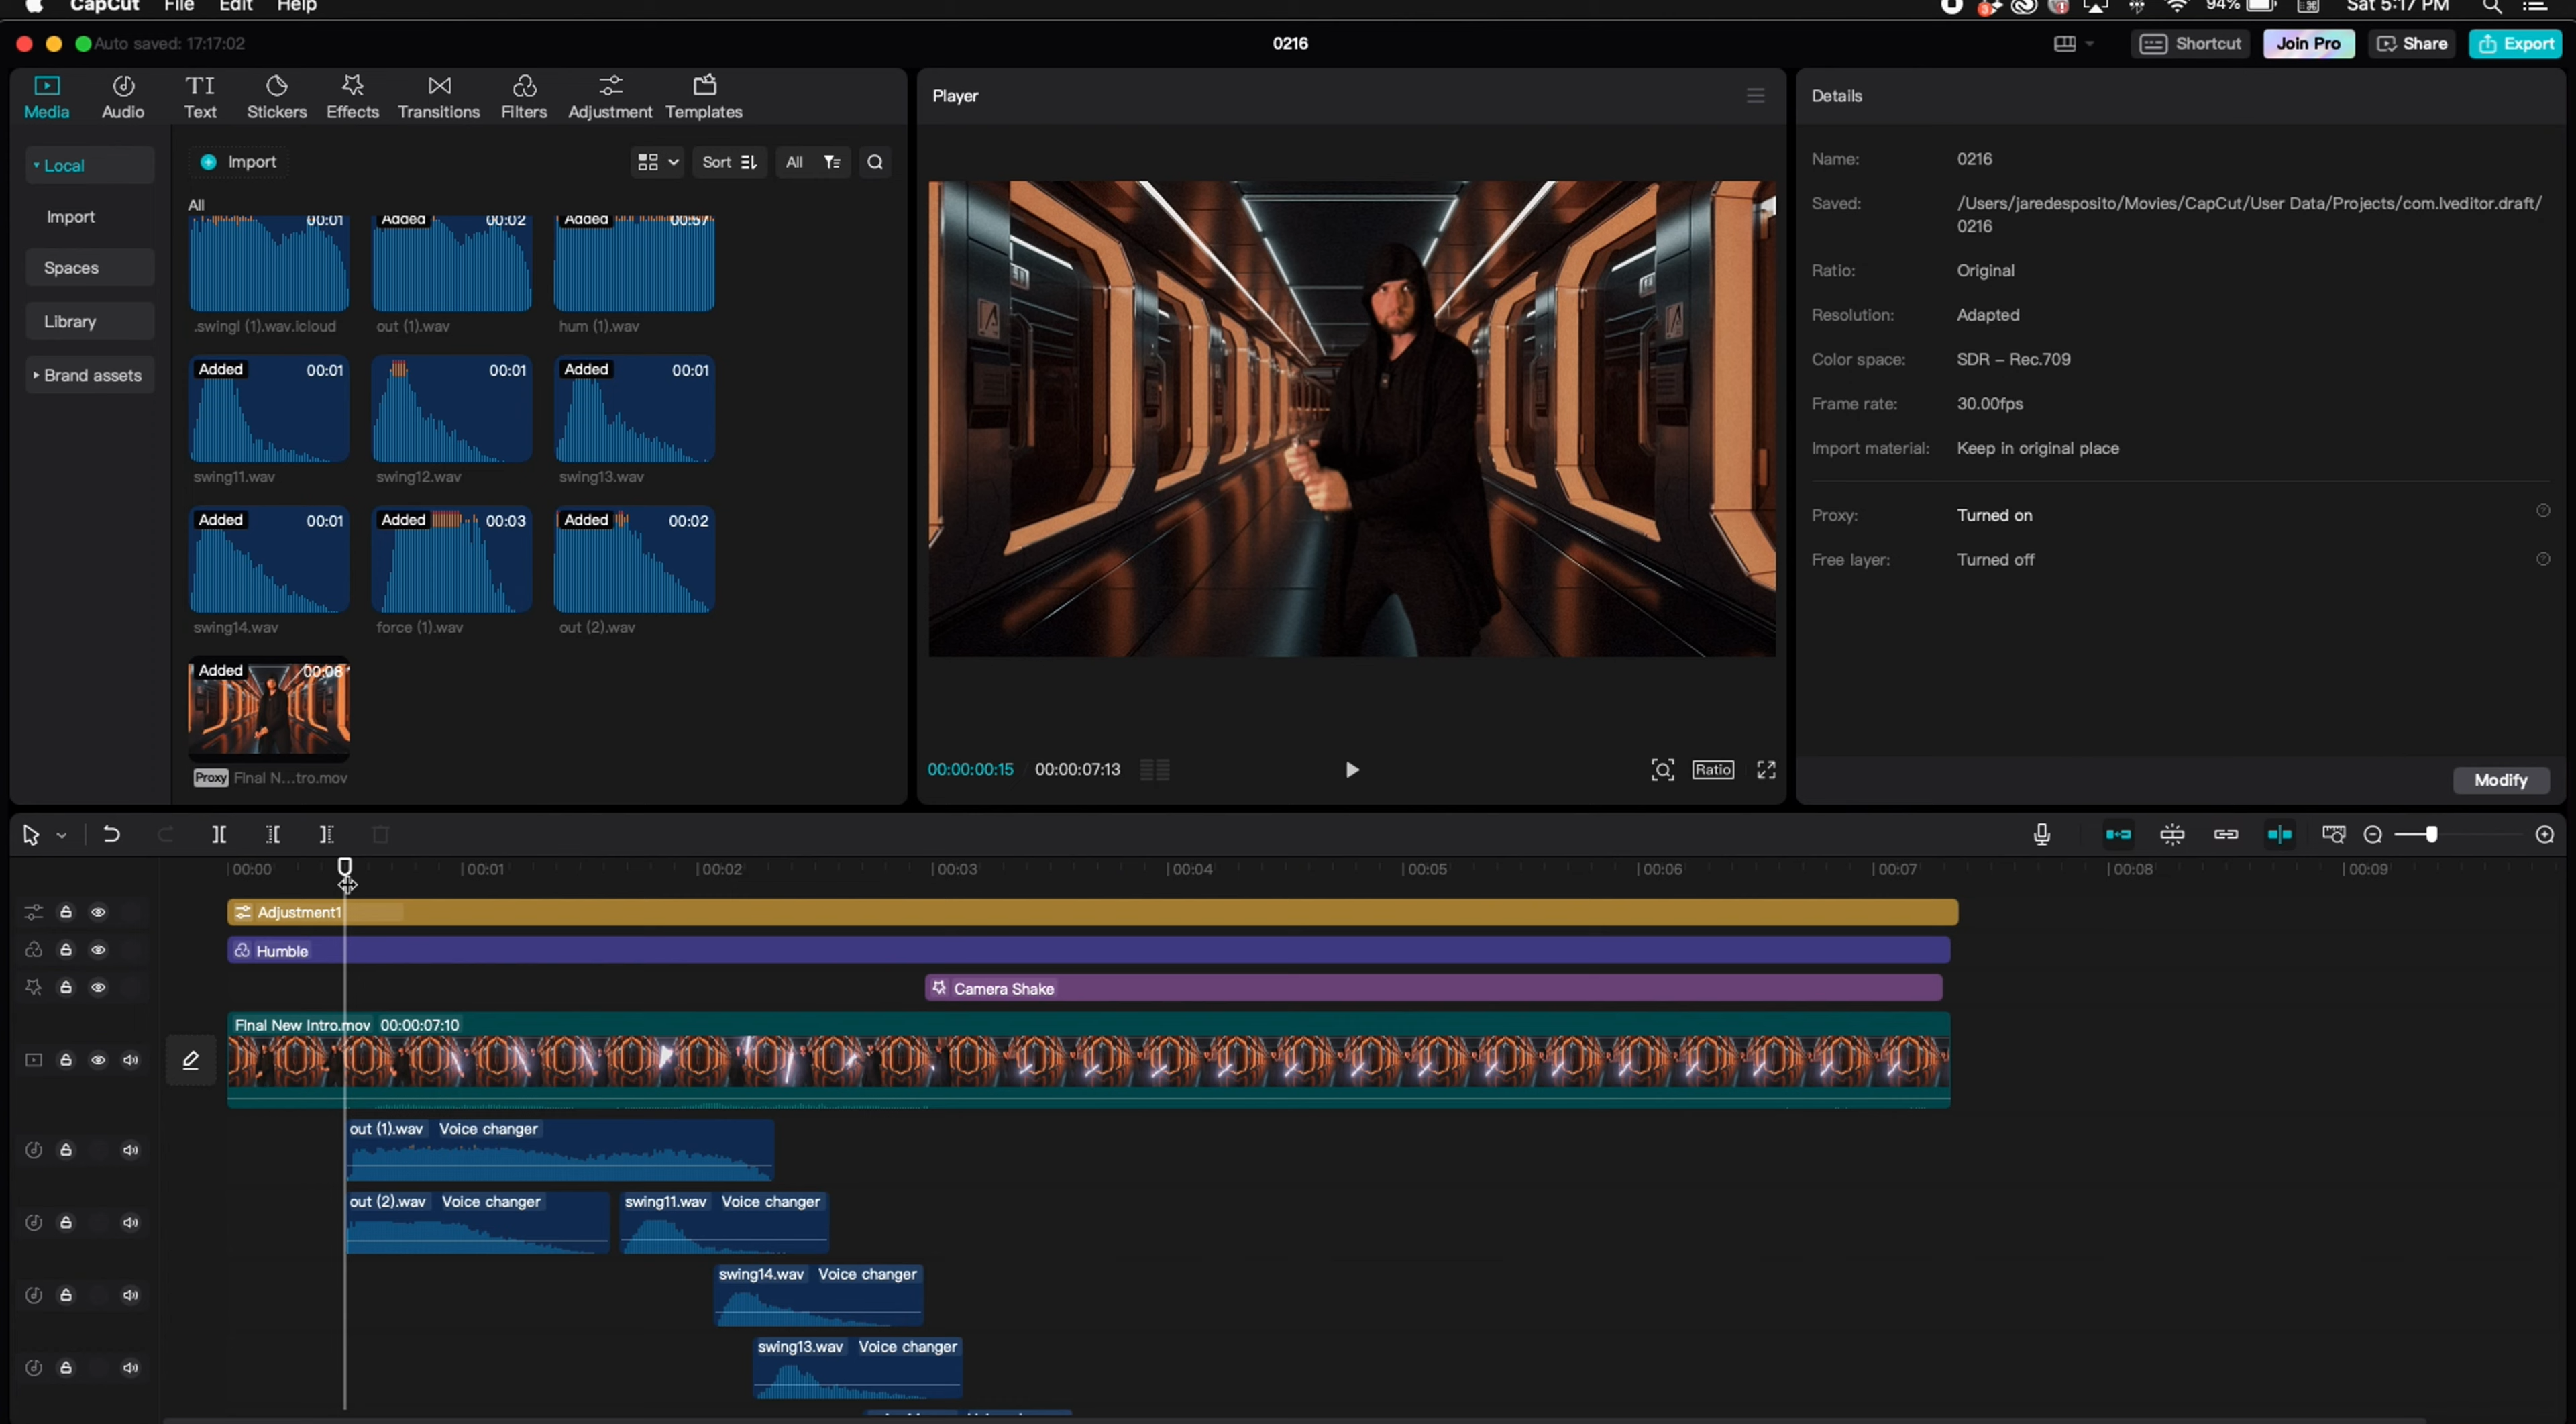 CapCut File Edit Help
94% Sat 5:17 PM
Auto saved: 17:17:02
0216
Shortcut
Join Pro
Share
Export
Media
Audio
Text
Stickers
Effects
Transitions
Filters
Adjustment
Templates
Local
Import
Spaces
Library
Brand assets
Import
Sort
All
All
00:01
Added 00:02
Added 00:57
.swingl (1).wav.icloud
out (1).wav
hum (1).wav
Added 00:01
00:01
Added 00:01
swing11.wav
swing12.wav
swing13.wav
Added 00:01
Added 00:03
Added 00:02
swing14.wav
force (1).wav
out (2).wav
Added 00:08
Proxy FInal N...tro.mov
Player
00:00:00:15 00:00:07:13
Ratio
Details
Name: 0216
Saved: /Users/jaredesposito/Movies/CapCut/User Data/Projects/com.lveditor.draft/
0216
Ratio: Original
Resolution: Adapted
Color space: SDR – Rec.709
Frame rate: 30.00fps
Import material: Keep in original place
Proxy: Turned on
Free layer: Turned off
Modify
00:00 00:01 00:02 00:03 00:04 00:05 00:06 00:07 00:08 00:09
Adjustment1
Humble
Camera Shake
FInal New Intro.mov 00:00:07:10
out (1).wav Voice changer
out (2).wav Voice changer
swing11.wav Voice changer
swing14.wav Voice changer
swing13.wav Voice changer